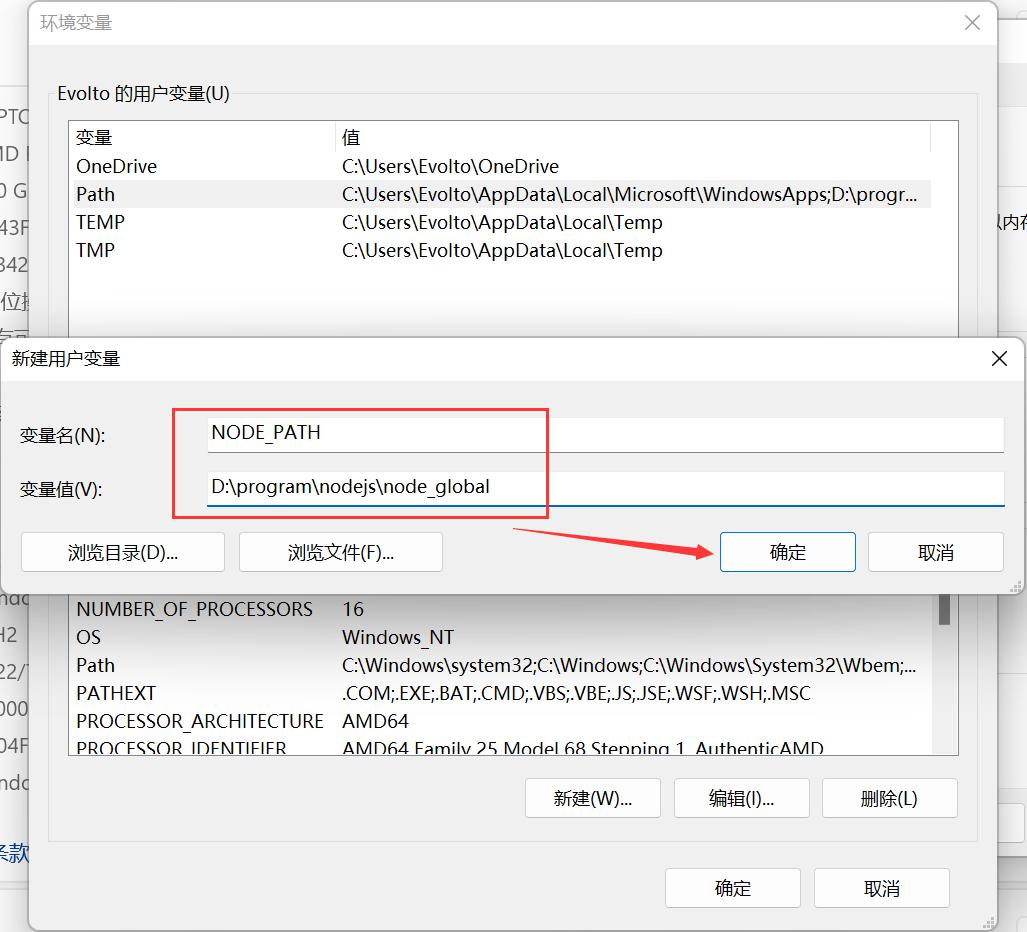 环境变量
Evolto 的用户变量(U)
变量 值
OneDrive C:\Users\Evolto\OneDrive
Path C:\Users\Evolto\AppData\Local\Microsoft\WindowsApps;D:\progr...
TEMP C:\Users\Evolto\AppData\Local\Temp
TMP C:\Users\Evolto\AppData\Local\Temp
新建用户变量
变量名(N): NODE_PATH
变量值(V): D:\program\nodejs\node_global
浏览目录(D)... 浏览文件(F)... 确定 取消
NUMBER_OF_PROCESSORS 16
OS Windows_NT
Path C:\Windows\system32;C:\Windows;C:\Windows\System32\Wbem;...
PATHEXT .COM;.EXE;.BAT;.CMD;.VBS;.VBE;.JS;.JSE;.WSF;.WSH;.MSC
PROCESSOR_ARCHITECTURE AMD64
PROCESSOR_IDENTIFIER AMD64 Family 25 Model 68 Stepping 1, AuthenticAMD
新建(W)... 编辑(I)... 删除(L)
确定 取消
条款